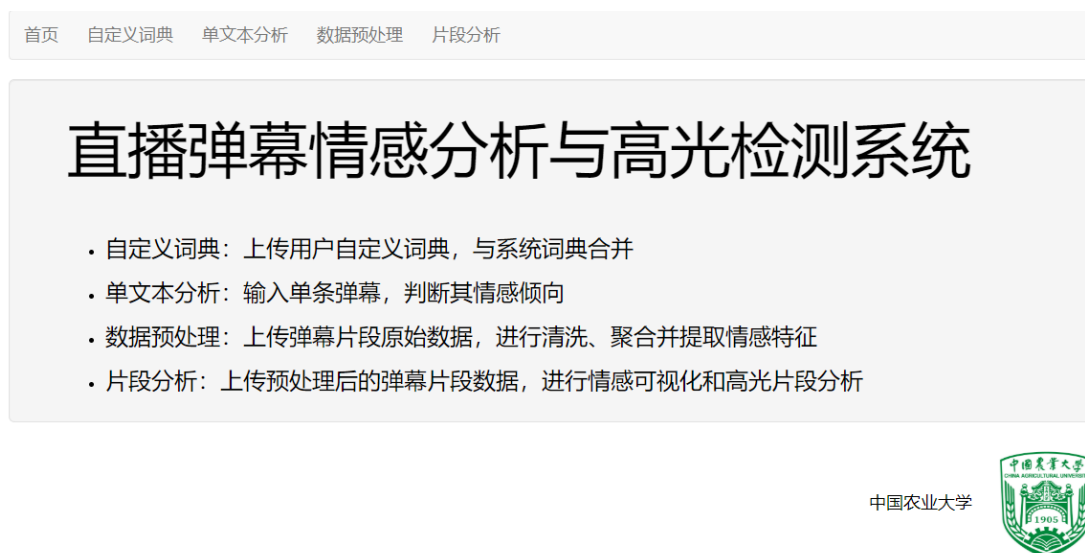 首页 自定义词典 单文本分析 数据预处理 片段分析
直播弹幕情感分析与高光检测系统
• 自定义词典：上传用户自定义词典，与系统词典合并
• 单文本分析：输入单条弹幕，判断其情感倾向
• 数据预处理：上传弹幕片段原始数据，进行清洗、聚合并提取情感特征
• 片段分析：上传预处理后的弹幕片段数据，进行情感可视化和高光片段分析
中国农业大学
中国农业大学
CHINA AGRICULTURAL
1905